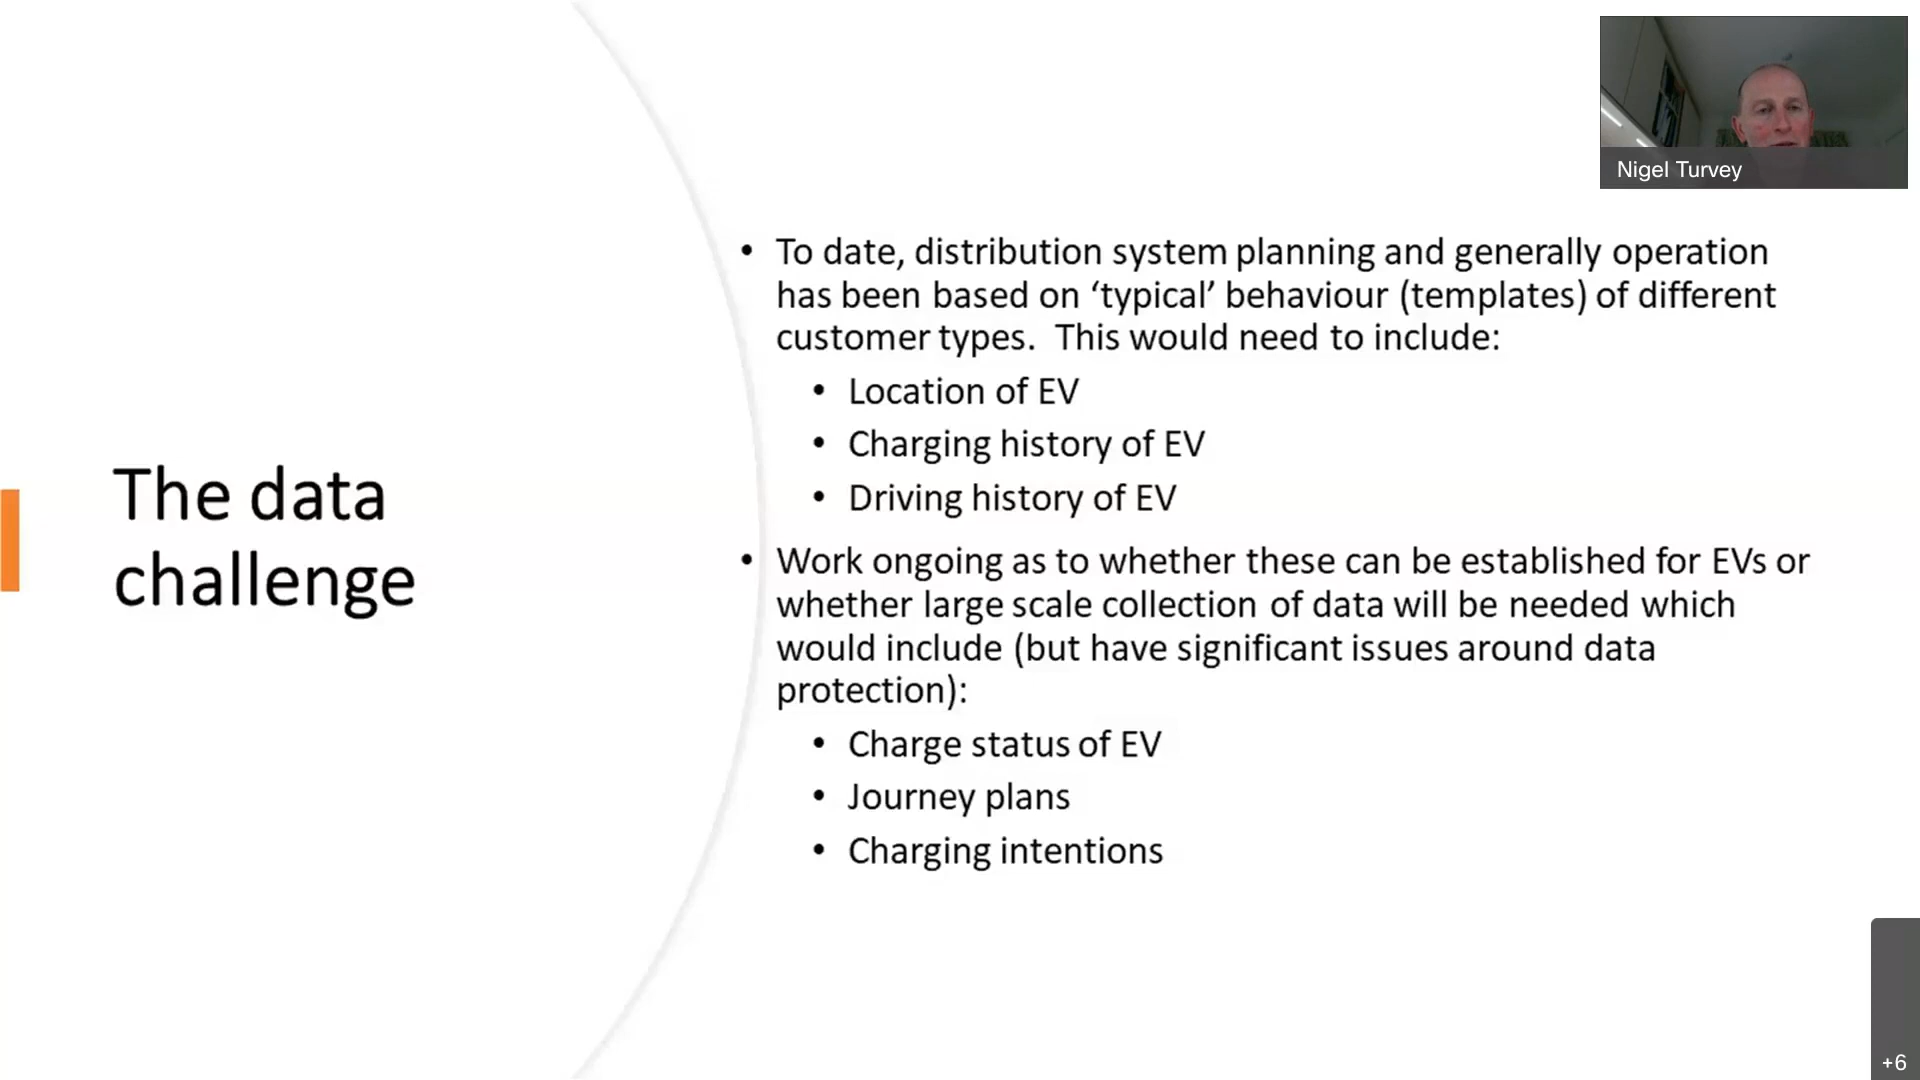 Nigel Turvey
The data
challenge
• To date, distribution system planning and generally operation
has been based on ‘typical’ behaviour (templates) of different
customer types.  This would need to include:
• Location of EV
• Charging history of EV
• Driving history of EV
• Work ongoing as to whether these can be established for EVs or
whether large scale collection of data will be needed which
would include (but have significant issues around data
protection):
• Charge status of EV
• Journey plans
• Charging intentions
+6